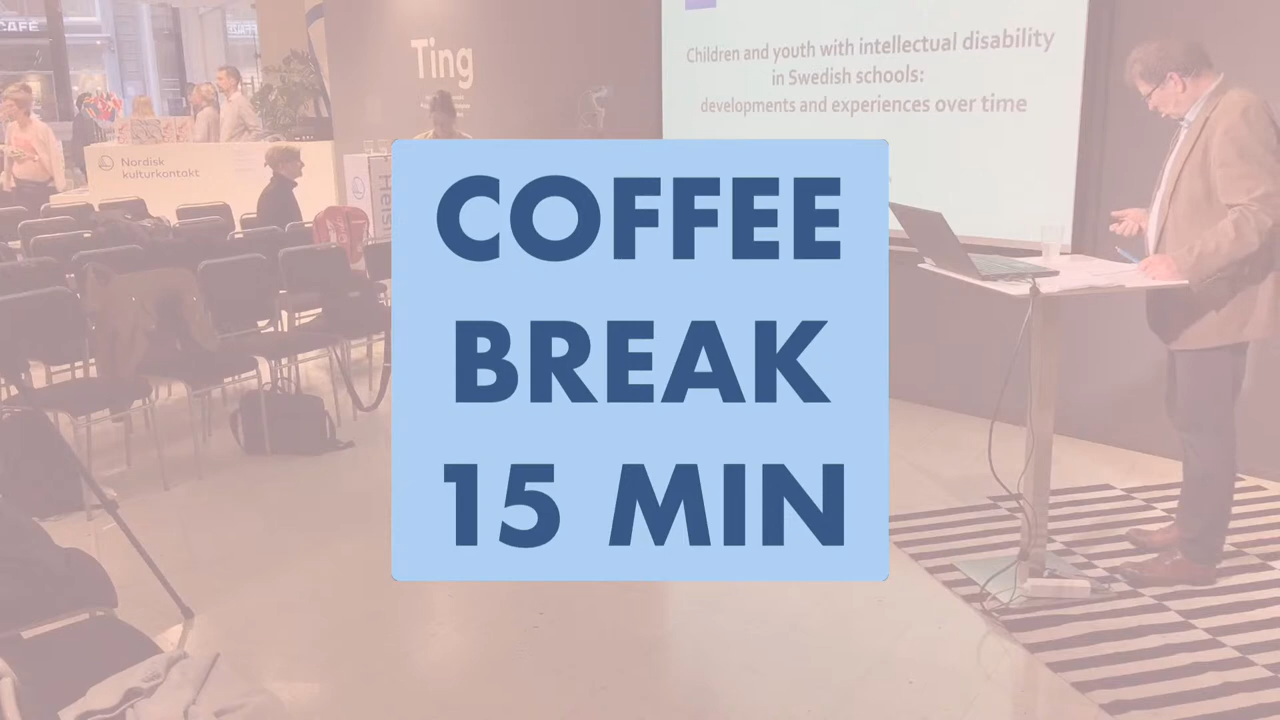 CAFÉ
Ting
Nordisk
kulturkontakt
Children and youth with intellectual disability
in Swedish schools:
developments and experiences over time
COFFEE
BREAK
15 MIN